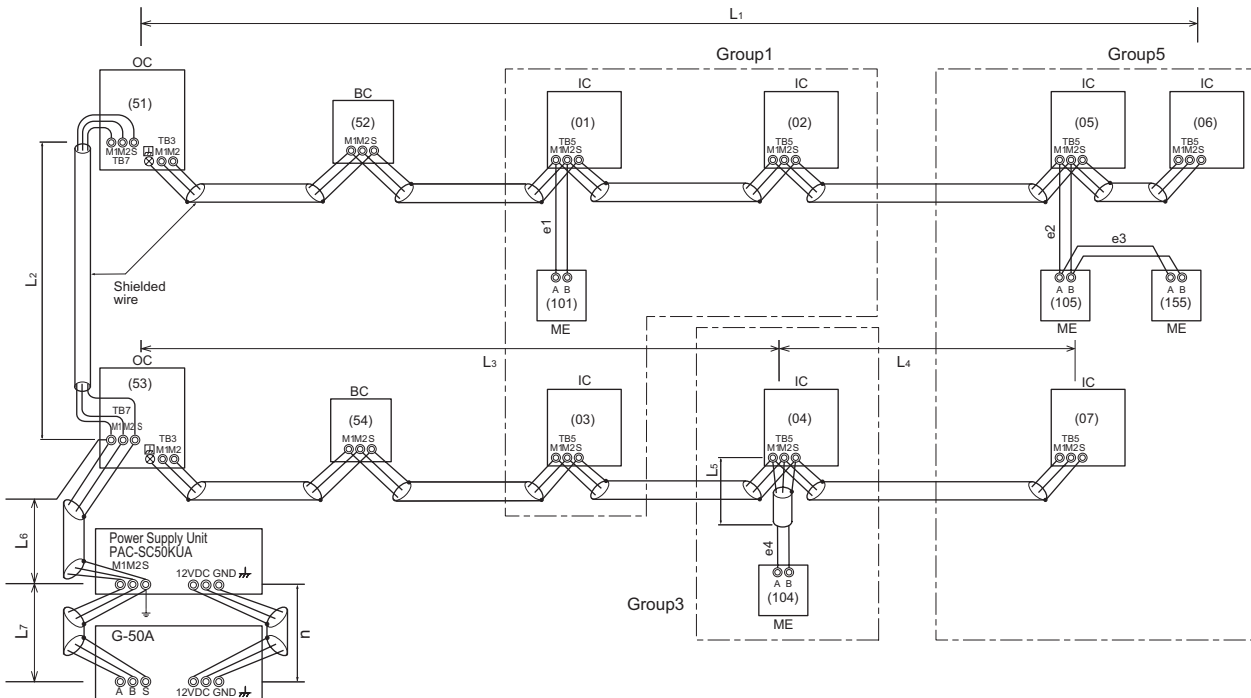 L1
Group1
Group5
OC
(51)
TB3
M1M2S
TB7
M1M2
BC
(52)
M1M2S
IC
(01)
TB5
M1M2S
IC
(02)
TB5
M1M2S
IC
(05)
TB5
M1M2S
IC
(06)
TB5
M1M2S
L2
Shielded
wire
e1
A B
(101)
ME
e2
e3
A B
(105)
ME
A B
(155)
ME
L3
L4
OC
(53)
TB7
M1M2 S
TB3
M1M2
BC
(54)
M1M2S
IC
(03)
TB5
M1M2S
IC
(04)
TB5
M1M2S
IC
(07)
TB5
M1M2S
L5
e4
A B
(104)
ME
Group3
L6
Power Supply Unit
PAC-SC50KUA
M1M2S
12VDC GND
L7
n
G-50A
A B S
12VDC GND